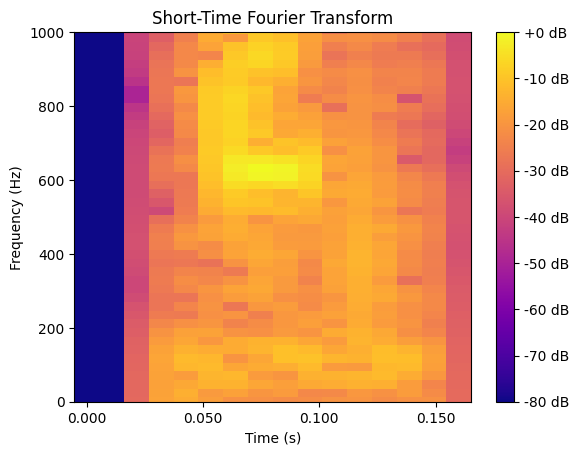 Short-Time Fourier Transform
1000
800
600
400
200
0
Frequency (Hz)
0.000
0.050
0.100
0.150
Time (s)
+0 dB
-10 dB
-20 dB
-30 dB
-40 dB
-50 dB
-60 dB
-70 dB
-80 dB